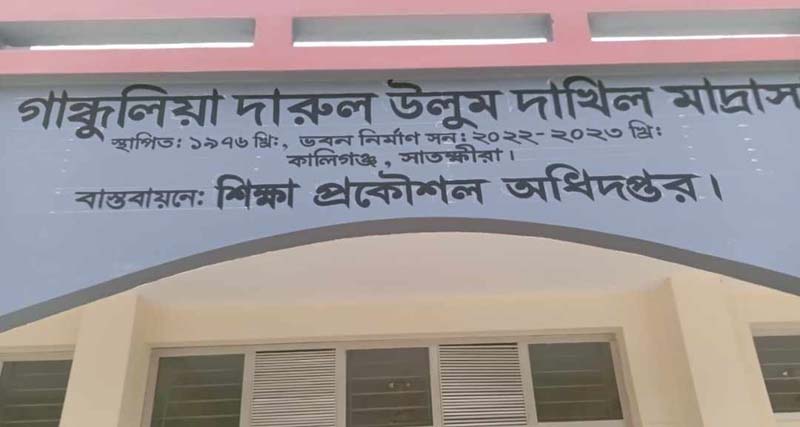 গান্ধুলিয়া দারুল উলুম দাখিল মাদ্রাস
স্থাপিত: ১৯৭৬ খ্রি:, ভবন নির্মাণ সন: ২০২২-২০২৩ খ্রি:
কালিগঞ্জ, সাতক্ষীরা।
বাস্তবায়নে: শিক্ষা প্রকৌশল অধিদপ্তর।